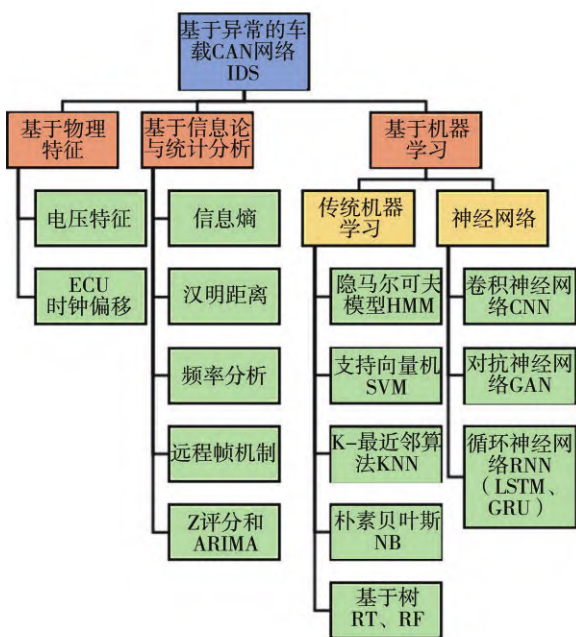 基于异常的车
载CAN网络
IDS
基于物理
特征
基于信息论
与统计分析
基于机器
学习
电压特征
ECU
时钟偏移
信息熵
汉明距离
频率分析
远程帧机制
Z评分和
ARIMA
传统机器
学习
神经网络
隐马尔可夫
模型HMM
支持向量机
SVM
K-最近邻算
法KNN
朴素贝叶斯
NB
基于树
RT、RF
卷积神经网
络CNN
对抗神经网
络GAN
循环神经网
络RNN
（LSTM、
GRU）